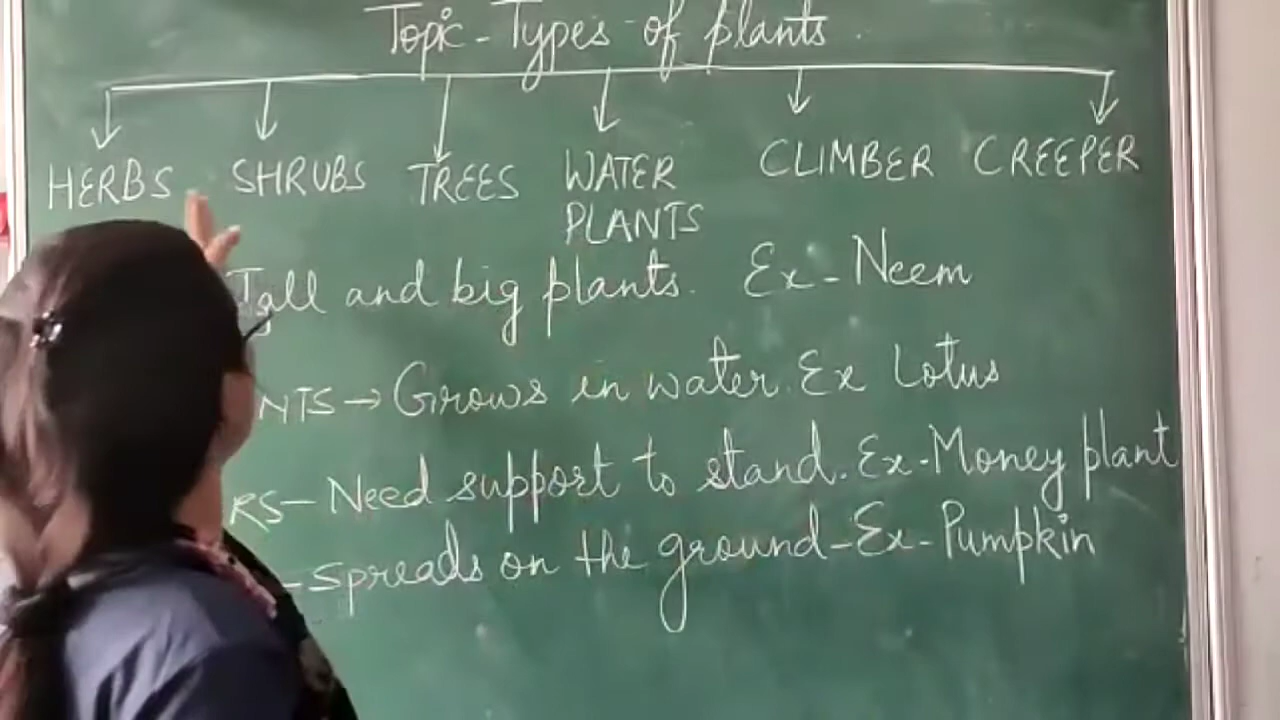 Topic - Types of plants.
HERBS SHRUBS TREES WATER PLANTS CLIMBER CREEPER
Tall and big plants. Ex - Neem
NTS → Grows in water. Ex Lotus
RS - Need support to stand. Ex - Money plant
- Spreads on the ground - Ex - Pumpkin